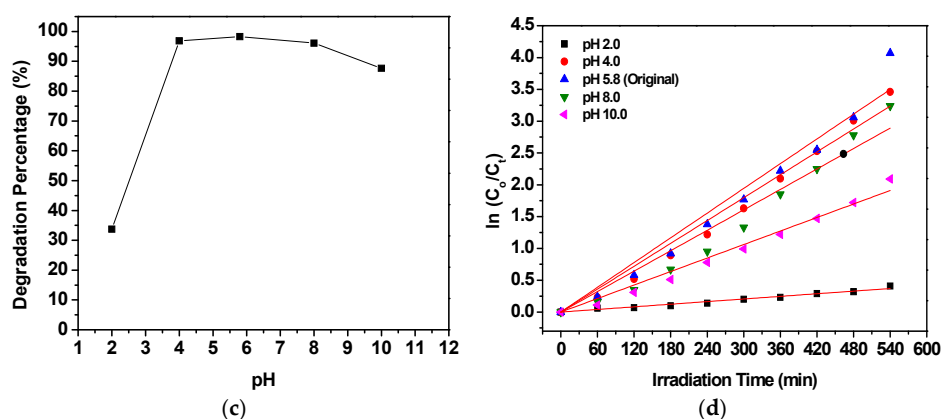 Degradation Percentage (%)
100
90
80
70
60
50
40
30
20
10
0
1 2 3 4 5 6 7 8 9 10 11 12
pH
(c)
ln (C₀/Cₜ)
4.5
4.0
3.5
3.0
2.5
2.0
1.5
1.0
0.5
0.0
pH 2.0
pH 4.0
pH 5.8 (Original)
pH 8.0
pH 10.0
0 60 120 180 240 300 360 420 480 540 600
Irradiation Time (min)
(d)